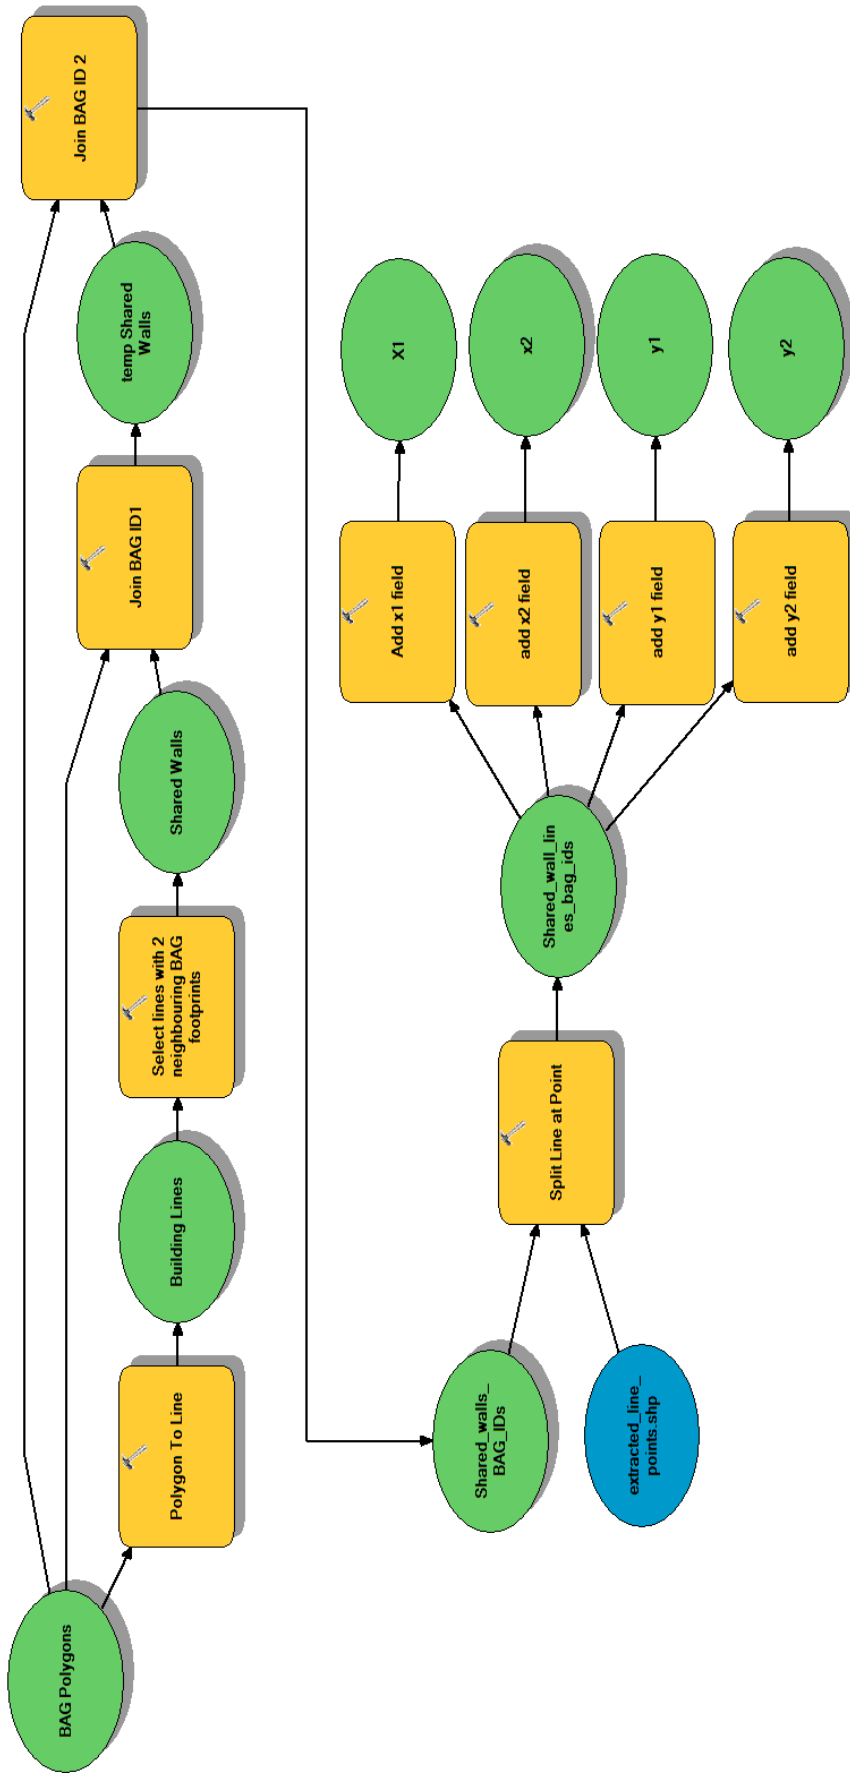 BAG Polygons
Polygon To Line
Building Lines
Select lines with 2
neighbouring BAG
footprints
Shared Walls
Join BAG ID1
temp Shared
Walls
Join BAG ID 2
Shared_walls_
BAG_IDs
extracted_line_
points.shp
Split Line at Point
Shared_wall_lin
es_bag_ids
Add x1 field
X1
add x2 field
x2
add y1 field
y1
add y2 field
y2